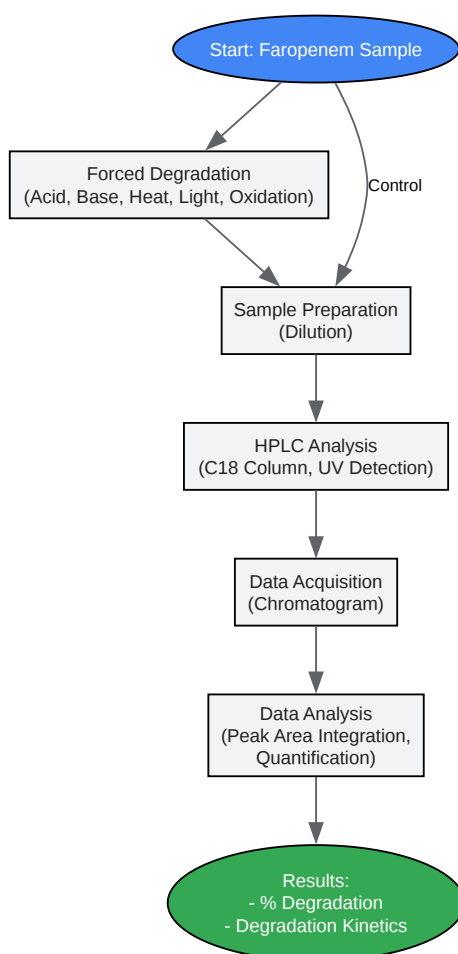 Start: Faropenem Sample
Forced Degradation
(Acid, Base, Heat, Light, Oxidation)
Control
Sample Preparation
(Dilution)
HPLC Analysis
(C18 Column, UV Detection)
Data Acquisition
(Chromatogram)
Data Analysis
(Peak Area Integration,
Quantification)
Results:
- % Degradation
- Degradation Kinetics